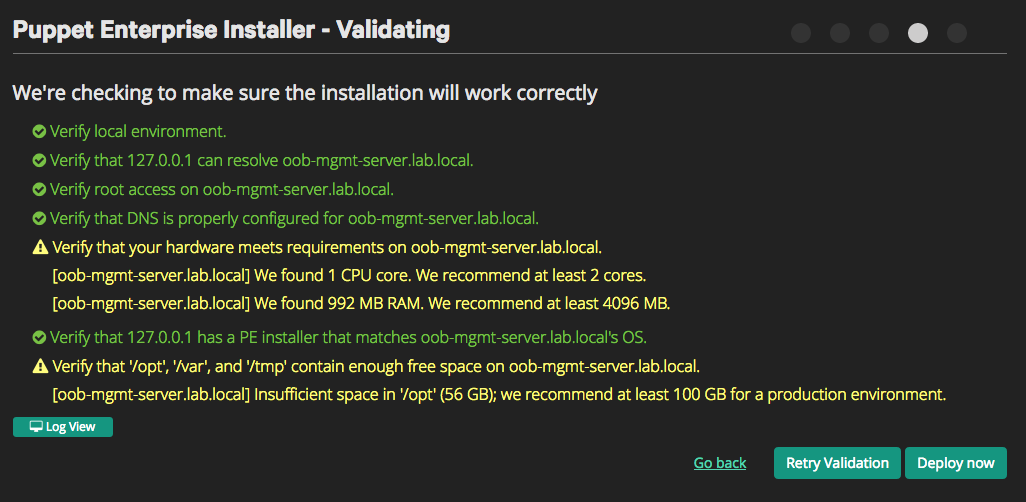 Puppet Enterprise Installer - Validating
We're checking to make sure the installation will work correctly
Verify local environment.
Verify that 127.0.0.1 can resolve oob-mgmt-server.lab.local.
Verify root access on oob-mgmt-server.lab.local.
Verify that DNS is properly configured for oob-mgmt-server.lab.local.
Verify that your hardware meets requirements on oob-mgmt-server.lab.local.
[oob-mgmt-server.lab.local] We found 1 CPU core. We recommend at least 2 cores.
[oob-mgmt-server.lab.local] We found 992 MB RAM. We recommend at least 4096 MB.
Verify that 127.0.0.1 has a PE installer that matches oob-mgmt-server.lab.local's OS.
Verify that '/opt', '/var', and '/tmp' contain enough free space on oob-mgmt-server.lab.local.
[oob-mgmt-server.lab.local] Insufficient space in '/opt' (56 GB); we recommend at least 100 GB for a production environment.
Log View
Go back
Retry Validation
Deploy now